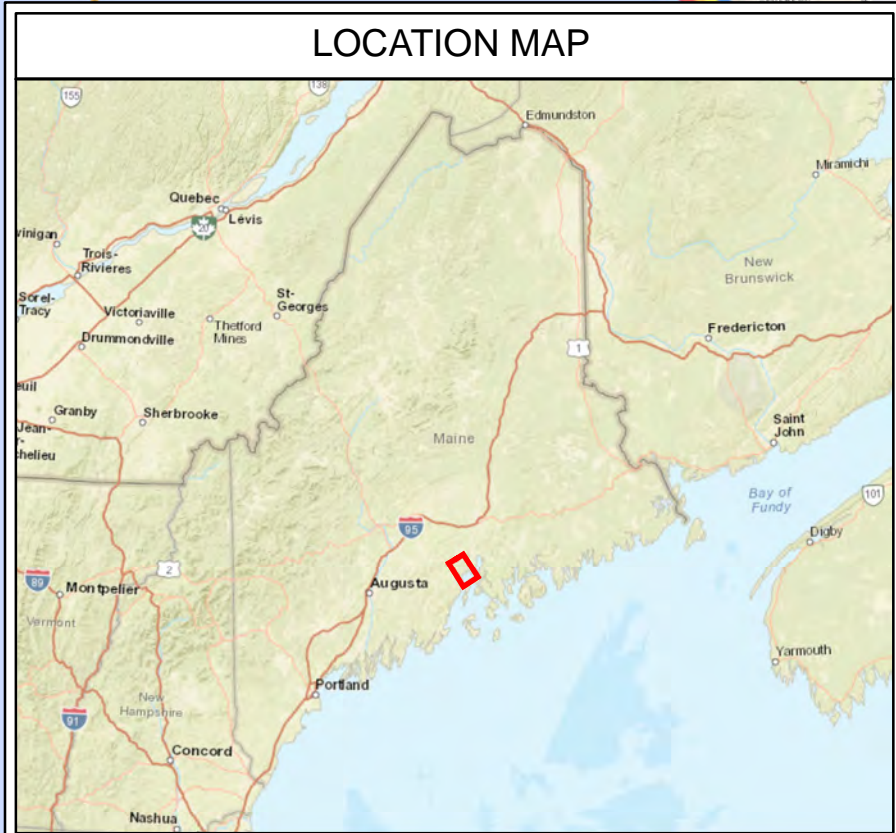 LOCATION MAP
155
138
Edmundston
Miramichi
Quebec
Lévis
20
vinigan
Trois-
Rivieres
New
Brunswick
Sorel-
Tracy
Victoriaville
St-
Georges
Thetford
Mines
Drummondville
Fredericton
1
euil
Granby
Sherbrooke
Jean-
r-
chelieu
Maine
Saint
John
Bay of
Fundy
101
95
Digby
2
89
Montpelier
Augusta
Vermont
Yarmouth
Portland
New
Hampshire
91
Concord
Nashua